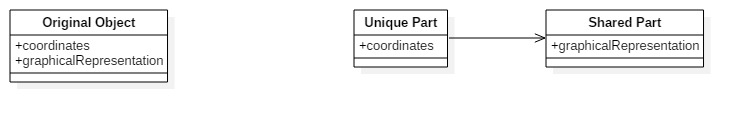 Original Object
+coordinates
+graphicalRepresentation
Unique Part
+coordinates
Shared Part
+graphicalRepresentation